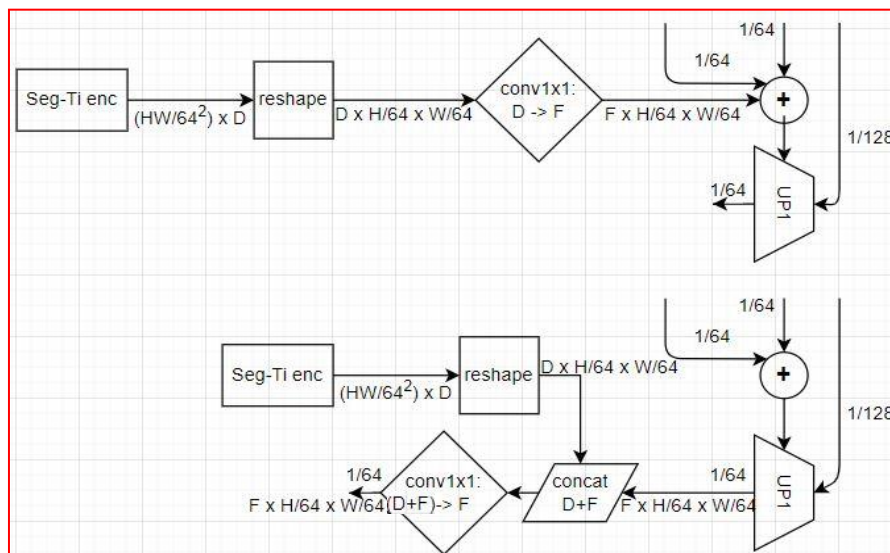 1/64
1/64
Seg-Ti enc
(HW/64²) x D
reshape
D x H/64 x W/64
conv1x1:
D -> F
F x H/64 x W/64
+
1/128
1/64
UP1
1/64
1/64
Seg-Ti enc
(HW/64²) x D
reshape
D x H/64 x W/64
+
1/128
1/64
F x H/64 x W/64
conv1x1:
(D+F)-> F
concat
D+F
1/64
F x H/64 x W/64
UP1